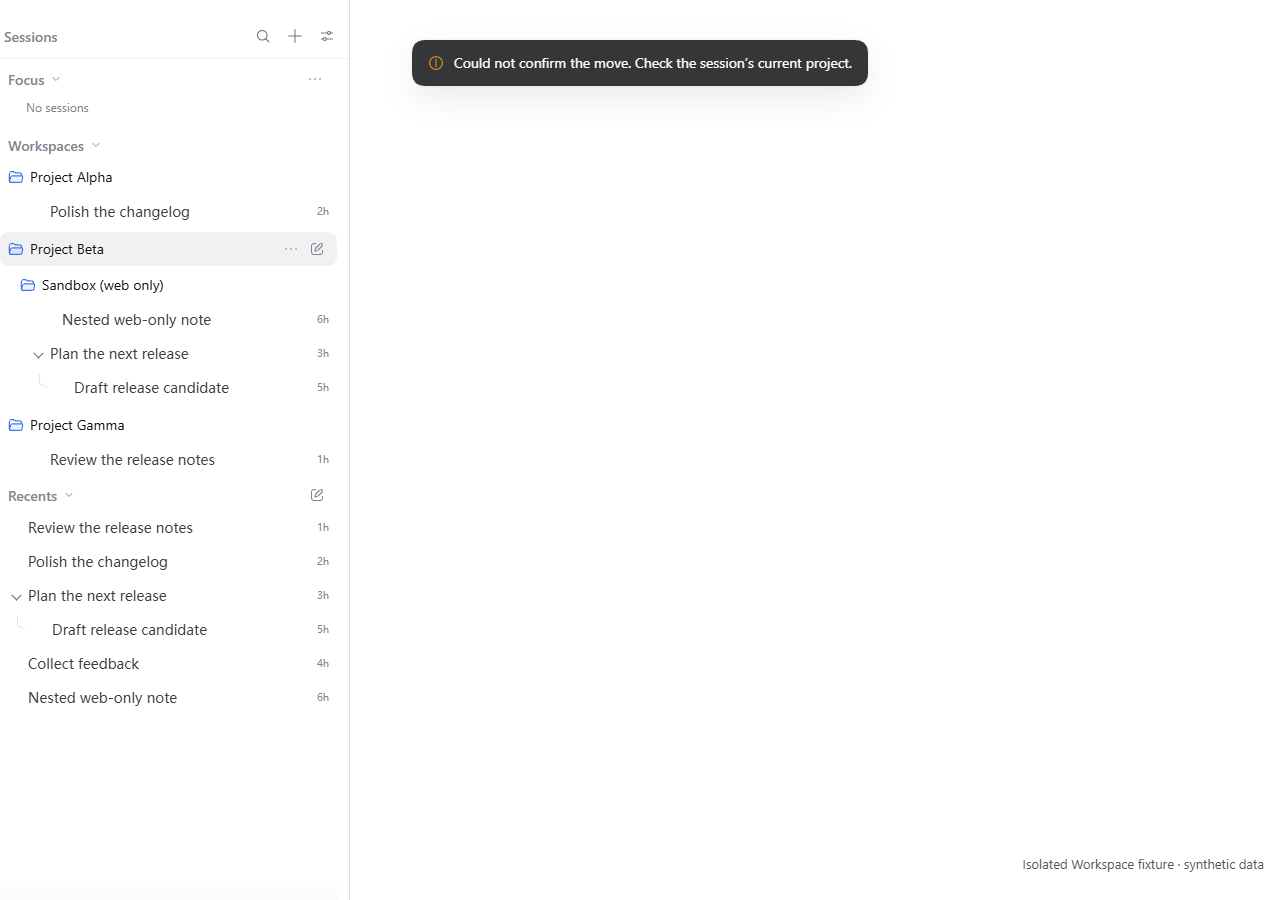 Sessions
Focus
No sessions
Workspaces
Project Alpha
Polish the changelog 2h
Project Beta
Sandbox (web only)
Nested web-only note 6h
Plan the next release 3h
Draft release candidate 5h
Project Gamma
Review the release notes 1h
Recents
Review the release notes 1h
Polish the changelog 2h
Plan the next release 3h
Draft release candidate 5h
Collect feedback 4h
Nested web-only note 6h
Could not confirm the move. Check the session’s current project.
Isolated Workspace fixture · synthetic data